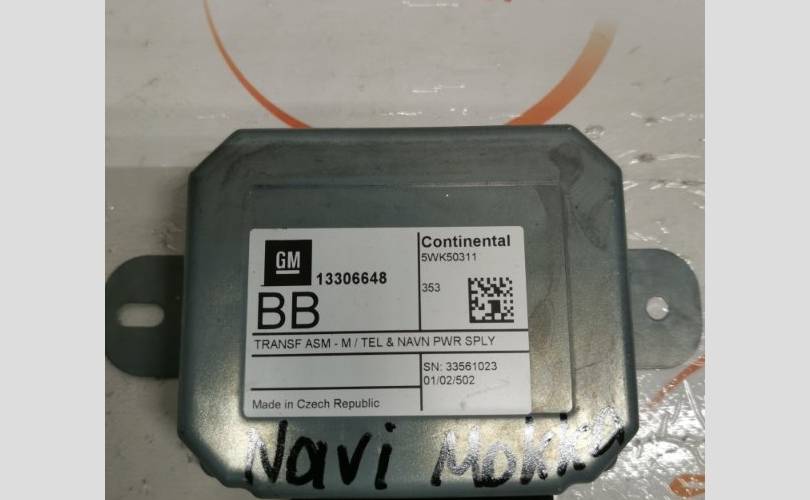 GM
13306648
BB
Continental
5WK50311
353
TRANSF ASM - M / TEL & NAVN PWR SPLY
SN: 33561023
01/02/502
Made in Czech Republic
Navi Mokka